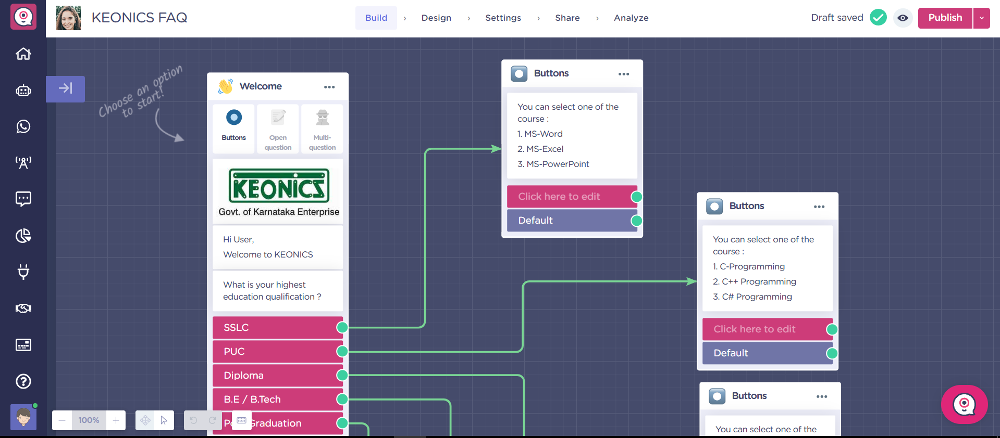 KEONICS FAQ
Build
Design
Settings
Share
Analyze
Draft saved
Publish
Choose an option
to start!
Welcome
Buttons
Open
question
Multi-
question
KEONICS
Govt. of Karnataka Enterprise
Hi User,
Welcome to KEONICS
What is your highest
education qualification ?
SSLC
PUC
Diploma
B.E / B.Tech
Graduation
100%
Buttons
You can select one of the
course :
1. MS-Word
2. MS-Excel
3. MS-PowerPoint
Click here to edit
Default
Buttons
You can select one of the
course :
1. C-Programming
2. C++ Programming
3. C# Programming
Click here to edit
Default
Buttons
You can select one of the